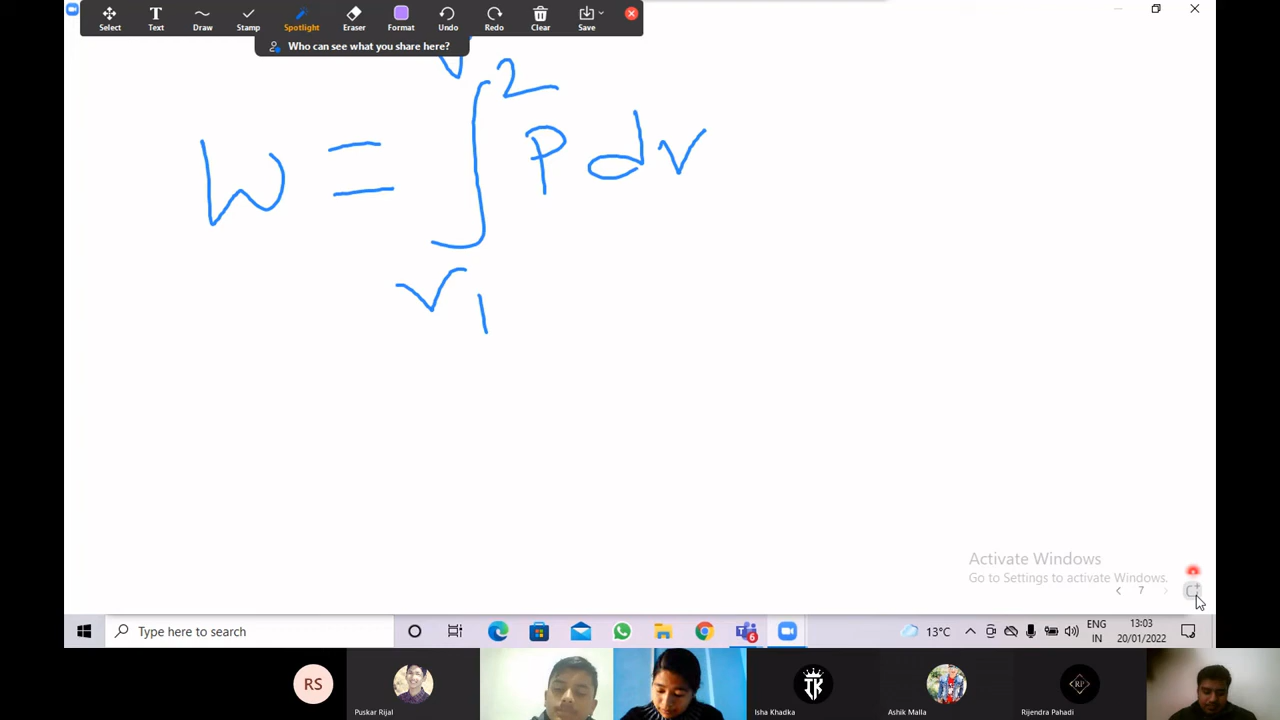 Select Text Draw Stamp Spotlight Eraser Format Undo Redo Clear Save
Who can see what you share here?
V2
W = ∫ P dv
V1
Activate Windows
Go to Settings to activate Windows.
7
Type here to search
6
13°C
ENG
IN
13:03
20/01/2022
RS
Puskar Rijal
Isha Khadka
Ashik Malla
RP
Rijendra Pahadi